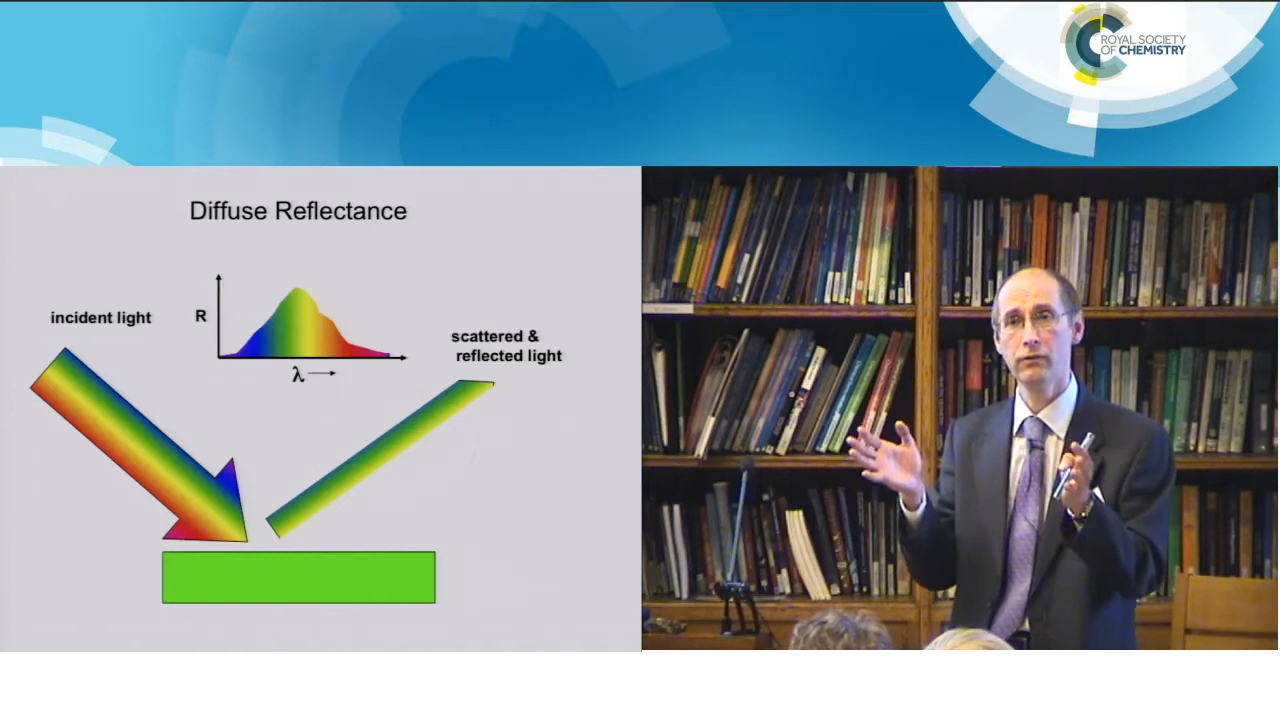 ROYAL SOCIETY
OF CHEMISTRY
Diffuse Reflectance
incident light
R
scattered &
reflected light
λ